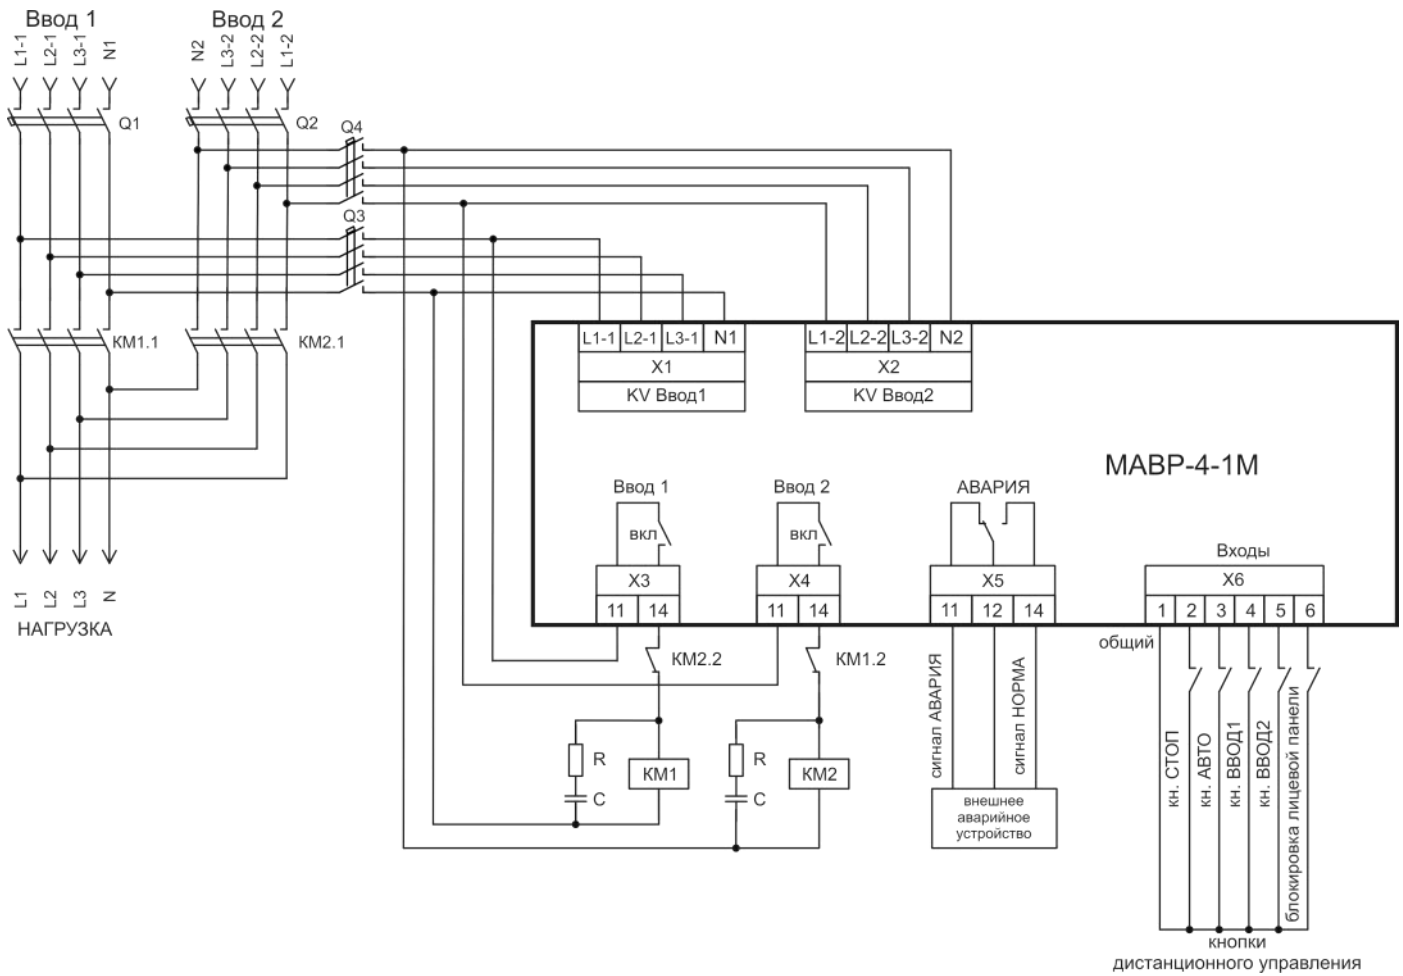 Ввод 1
Ввод 2
L1-1
L2-1
L3-1
N1
N2
L3-2
L2-2
L1-2
Q1
Q2
Q4
Q3
КМ1.1
КМ2.1
L1-1 L2-1 L3-1 N1
X1
KV Ввод1
L1-2 L2-2 L3-2 N2
X2
KV Ввод2
МАВР-4-1М
Ввод 1
вкл
X3
11 14
Ввод 2
вкл
X4
11 14
АВАРИЯ
X5
11 12 14
Входы
X6
1 2 3 4 5 6
L1
L2
L3
N
НАГРУЗКА
КМ2.2
КМ1.2
R
C
КМ1
R
C
КМ2
сигнал АВАРИЯ
сигнал НОРМА
внешнее
аварийное
устройство
общий
кн. СТОП
кн. АВТО
кн. ВВОД1
кн. ВВОД2
блокировка лицевой панели
кнопки
дистанционного управления